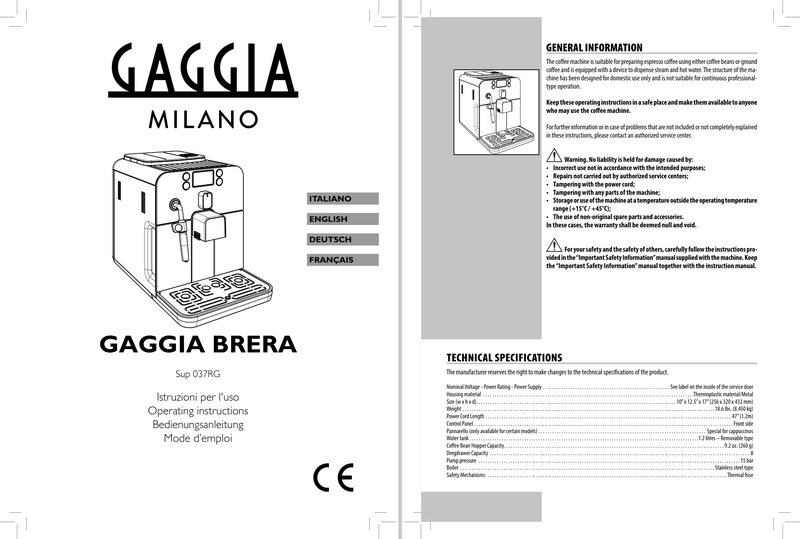 GAGGIA
MILANO
ITALIANO
ENGLISH
DEUTSCH
FRANÇAIS
GAGGIA BRERA
Sup 037RG
Istruzioni per l'uso
Operating instructions
Bedienungsanleitung
Mode d'emploi
CE
GENERAL INFORMATION
The coffee machine is suitable for preparing espresso coffee using either coffee beans or ground
coffee and is equipped with a device to dispense steam and hot water. The structure of the ma-
chine has been designed for domestic use only and is not suitable for continuous professional-
type operation.
Keep these operating instructions in a safe place and make them available to anyone
who may use the coffee machine.
For further information or in case of problems that are not included or not completely explained
in these instructions, please contact an authorized service center.
Warning. No liability is held for damage caused by:
• Incorrect use not in accordance with the intended purposes;
• Repairs not carried out by authorized service centers;
• Tampering with the power cord;
• Tampering with any parts of the machine;
• Storage or use of the machine at a temperature outside the operating temperature
range (+15°C / +45°C);
• The use of non-original spare parts and accessories.
In these cases, the warranty shall be deemed null and void.
For your safety and the safety of others, carefully follow the instructions pro-
vided in the "Important Safety Information" manual supplied with the machine. Keep
the "Important Safety Information" manual together with the instruction manual.
TECHNICAL SPECIFICATIONS
The manufacturer reserves the right to make changes to the technical specifications of the product.
Nominal Voltage - Power Rating - Power Supply . . . See label on the inside of the service door
Housing material . . . Thermoplastic material/Metal
Size (w x h x d) . . . 10" x 12.5" x 17" (256 x 320 x 432 mm)
Weight . . . 18.6 lbs. (8.450 kg)
Power Cord Length . . . 47" (1.2m)
Control Panel . . . Front side
Pannarello (only available for certain models) . . . Special for cappuccinos
Water tank . . . 1.2 litres – Removable type
Coffee Bean Hopper Capacity . . . 9.2 oz. (260 g)
Dregdrawer Capacity . . . 8
Pump pressure . . . 15 bar
Boiler . . . Stainless steel type
Safety Mechanisms . . . Thermal fuse